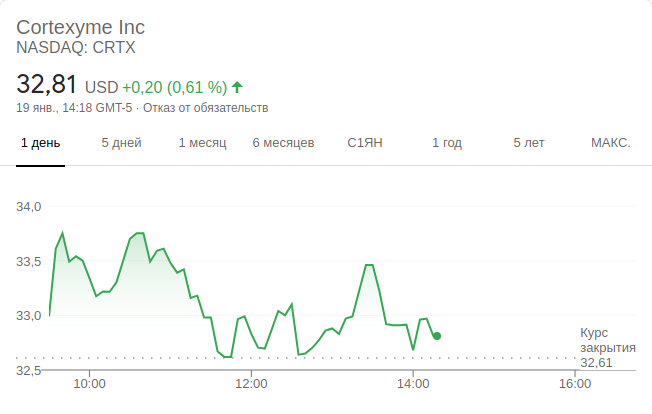 Cortexyme Inc
NASDAQ: CRTX
32,81 USD +0,20 (0,61 %)
19 янв., 14:18 GMT-5 · Отказ от обязательств
1 день 5 дней 1 месяц 6 месяцев С1ЯН 1 год 5 лет МАКС.
34,0
33,5
33,0
32,5
Курс
закрытия
32,61
10:00 12:00 14:00 16:00